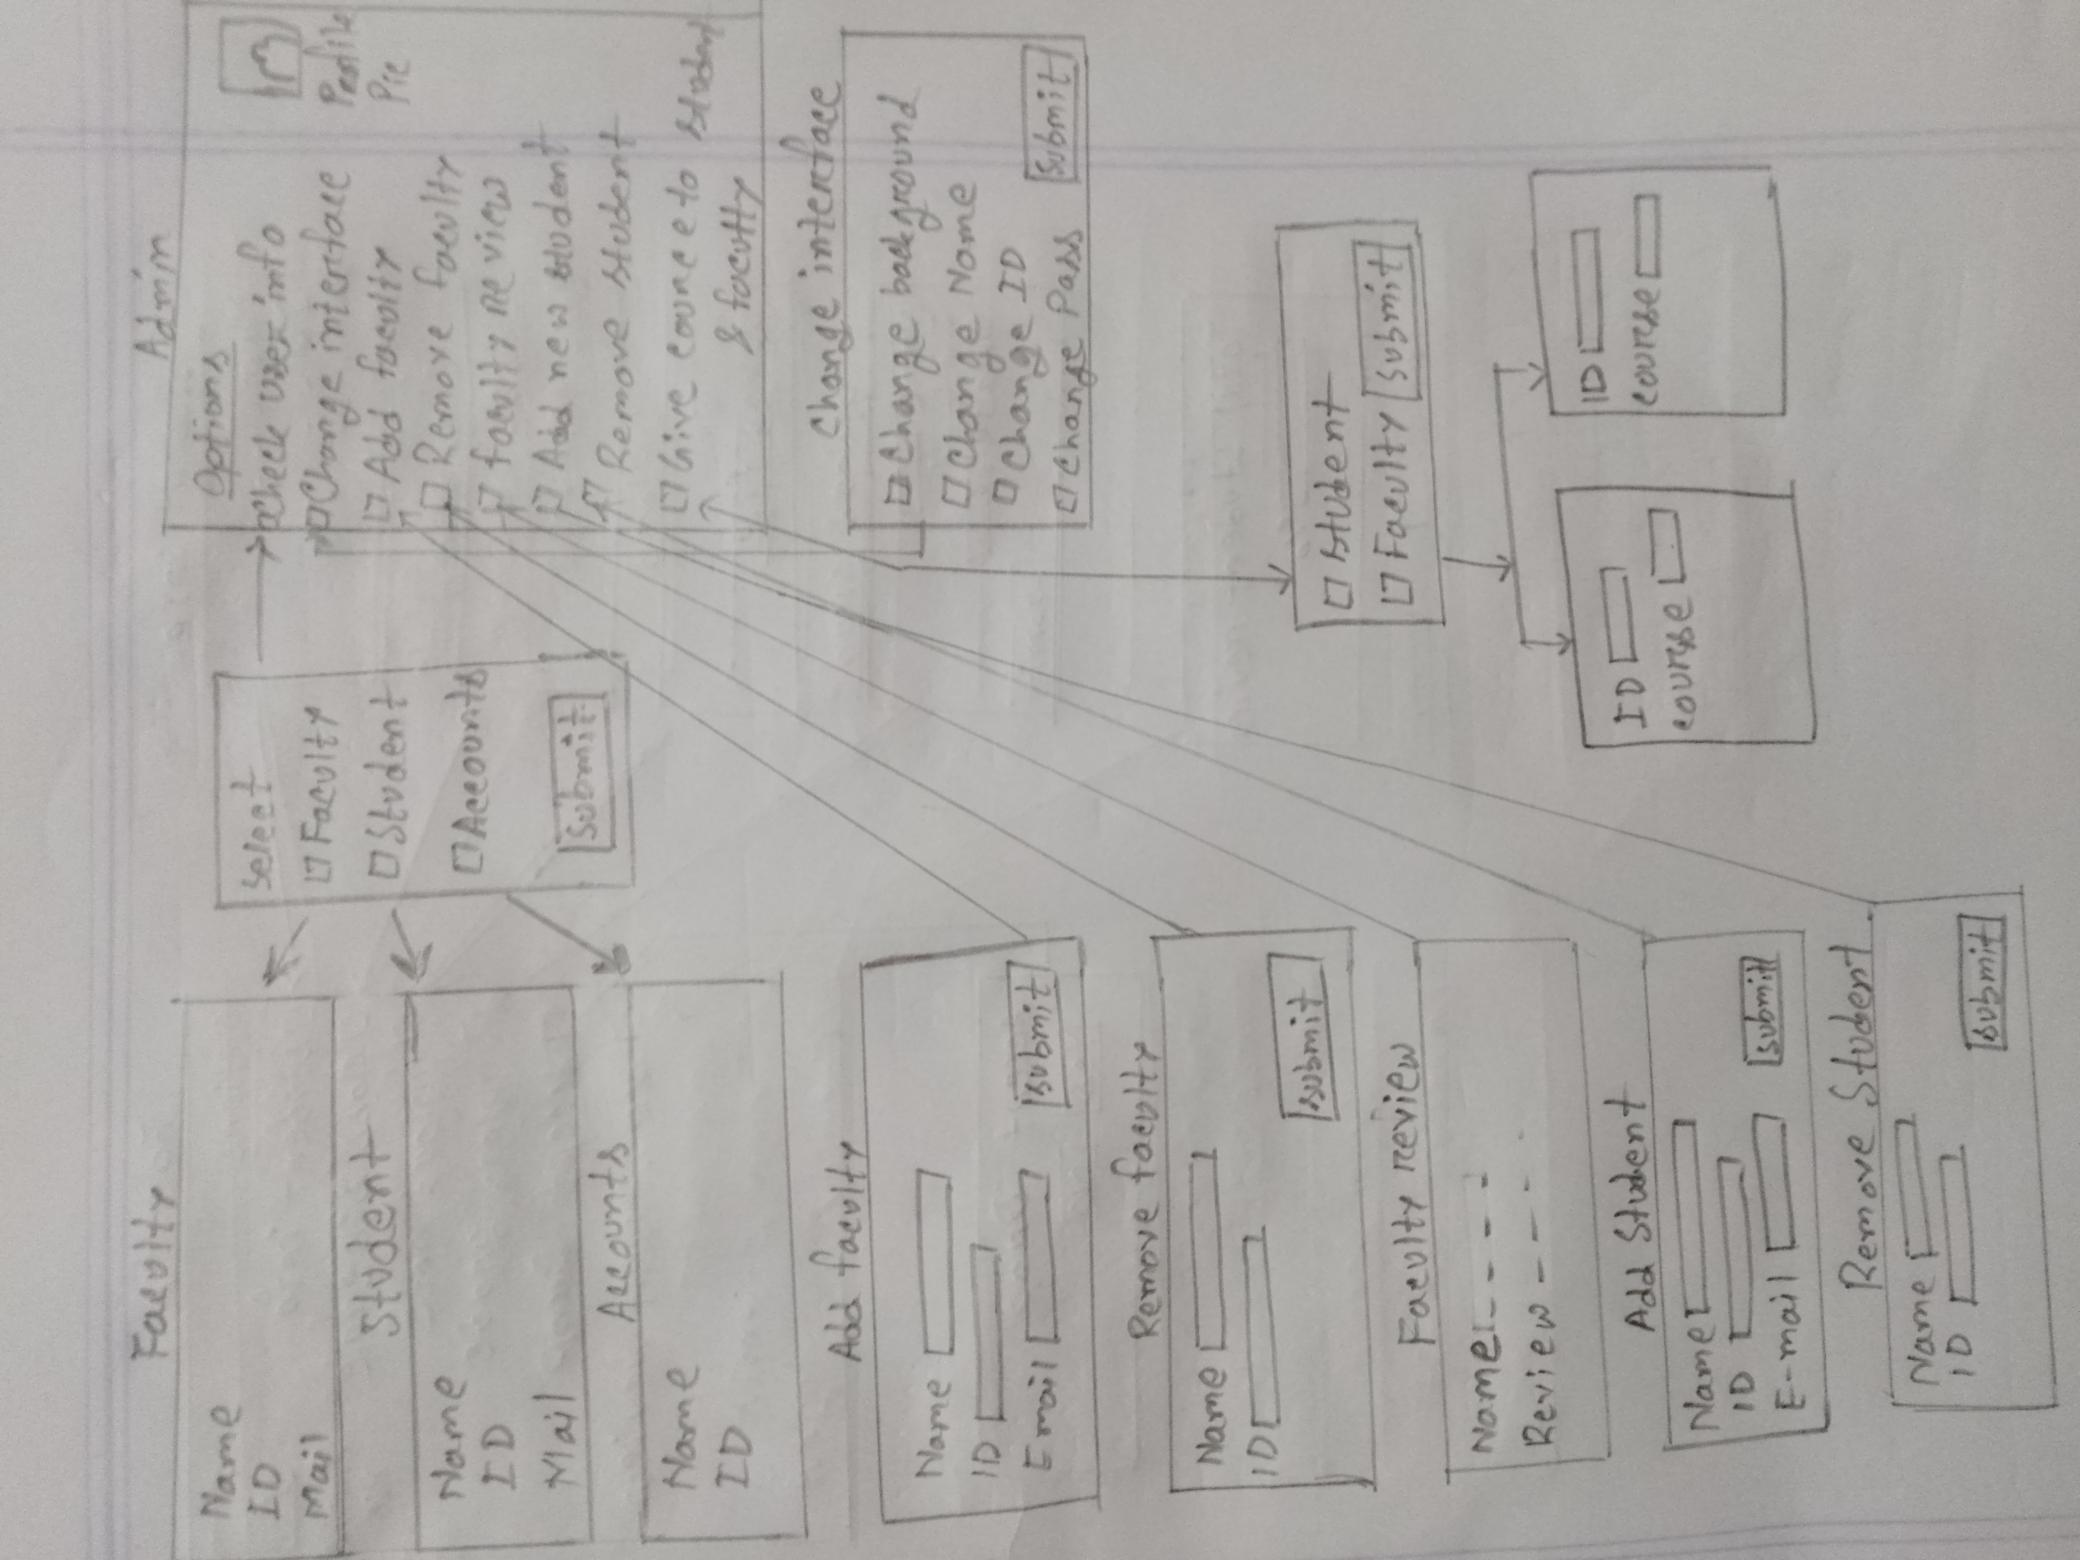 Faculty
Name
ID
Mail
Student
Name
ID
Mail
Accounts
Name
ID
Select
Faculty
Student
Accounts
Submit
Admin
Profile
Pic
Options
Check user info
Change interface
Add faculty
Remove faculty
faculty review
Add new student
Remove student
Give course to student
& faculty
Change interface
Change background
Change Name
Change ID
Change Pass
Submit
Add faculty
Name
ID
Email
Submit
Remove faculty
Name
ID
Submit
Faculty review
Name
Review
Add Student
Name
ID
E-mail
Submit
Remove Student
Name
ID
Submit
Student
Faculty
Submit
ID
course
ID
course